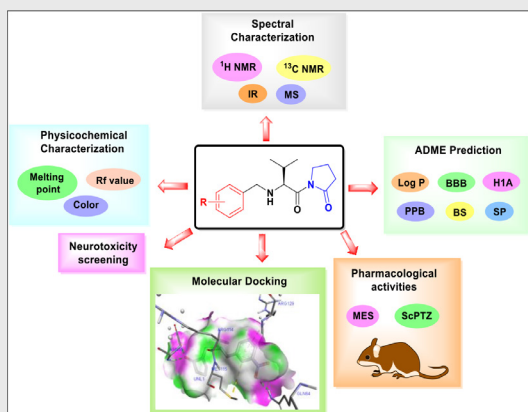 Spectral
Characterization
¹H NMR
¹³C NMR
IR
MS
Physicochemical
Characterization
Melting
point
Rf value
Color
R
N
H
O
N
O
ADME Prediction
Log P
BBB
H1A
PPB
BS
SP
Neurotoxicity
screening
Molecular Docking
Pharmacological
activities
MES
ScPTZ